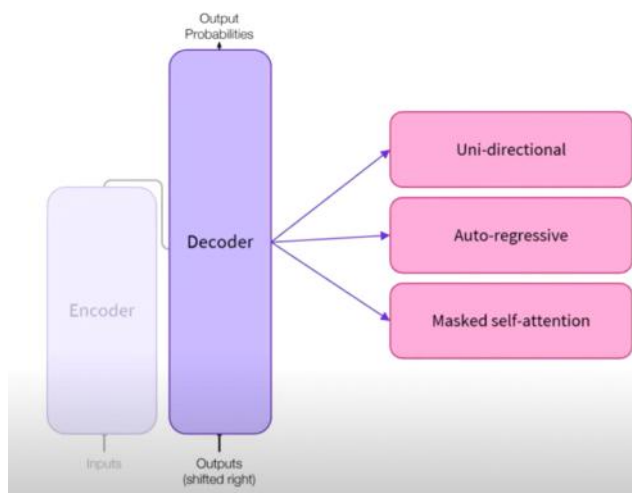 Output
Probabilities
Uni-directional
Decoder
Auto-regressive
Encoder
Masked self-attention
Inputs
Outputs
(shifted right)